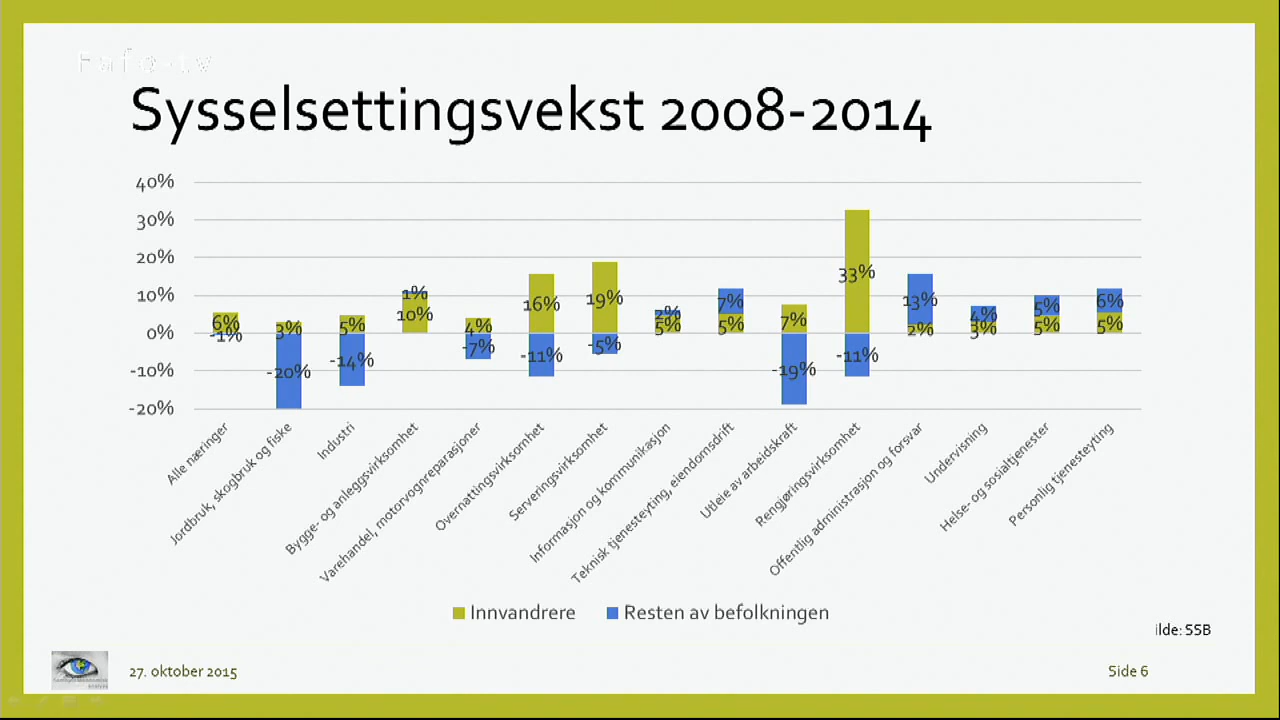 Fafo-tv
Sysselsettingsvekst 2008-2014
40%
30%
20%
10%
0%
-10%
-20%
6%
-1%
3%
-20%
5%
-14%
1%
10%
4%
-7%
16%
-11%
19%
-5%
2%
5%
7%
5%
7%
-19%
33%
-11%
13%
2%
4%
3%
5%
5%
6%
5%
Alle næringer
Jordbruk, skogbruk og fiske
Industri
Bygge- og anleggsvirksomhet
Varehandel, motorvognreparasjoner
Overnattingsvirksomhet
Serveringsvirksomhet
Informasjon og kommunikasjon
Teknisk tjenesteyting, eiendomsdrift
Utleie av arbeidskraft
Rengjøringsvirksomhet
Offentlig administrasjon og forsvar
Undervisning
Helse- og sosialtjenester
Personlig tjenesteyting
Innvandrere
Resten av befolkningen
ilde: SSB
27. oktober 2015
Side 6